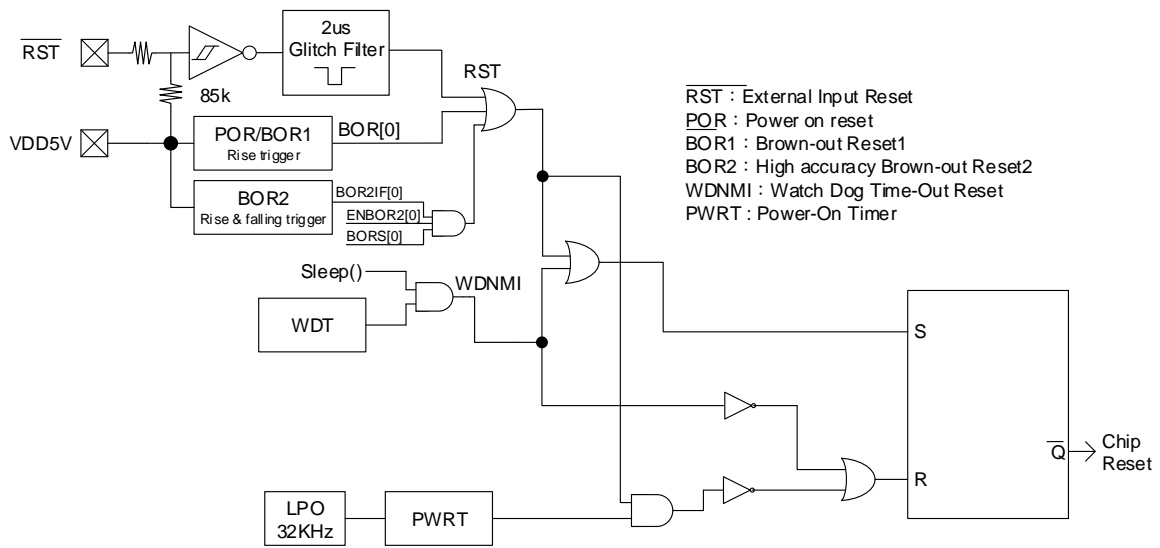 RST
VDD5V
85k
2us
Glitch Filter
POR/BOR1
Rise trigger
BOR[0]
BOR2
Rise & falling trigger
BOR2IF[0]
ENBOR2[0]
BORS[0]
RST
RST：External Input Reset
POR：Power on reset
BOR1：Brown-out Reset1
BOR2：High accuracy Brown-out Reset2
WDNMI：Watch Dog Time-Out Reset
PWRT : Power-On Timer
Sleep()
WDT
WDNMI
S
R
Q
Chip
Reset
LPO
32KHz
PWRT